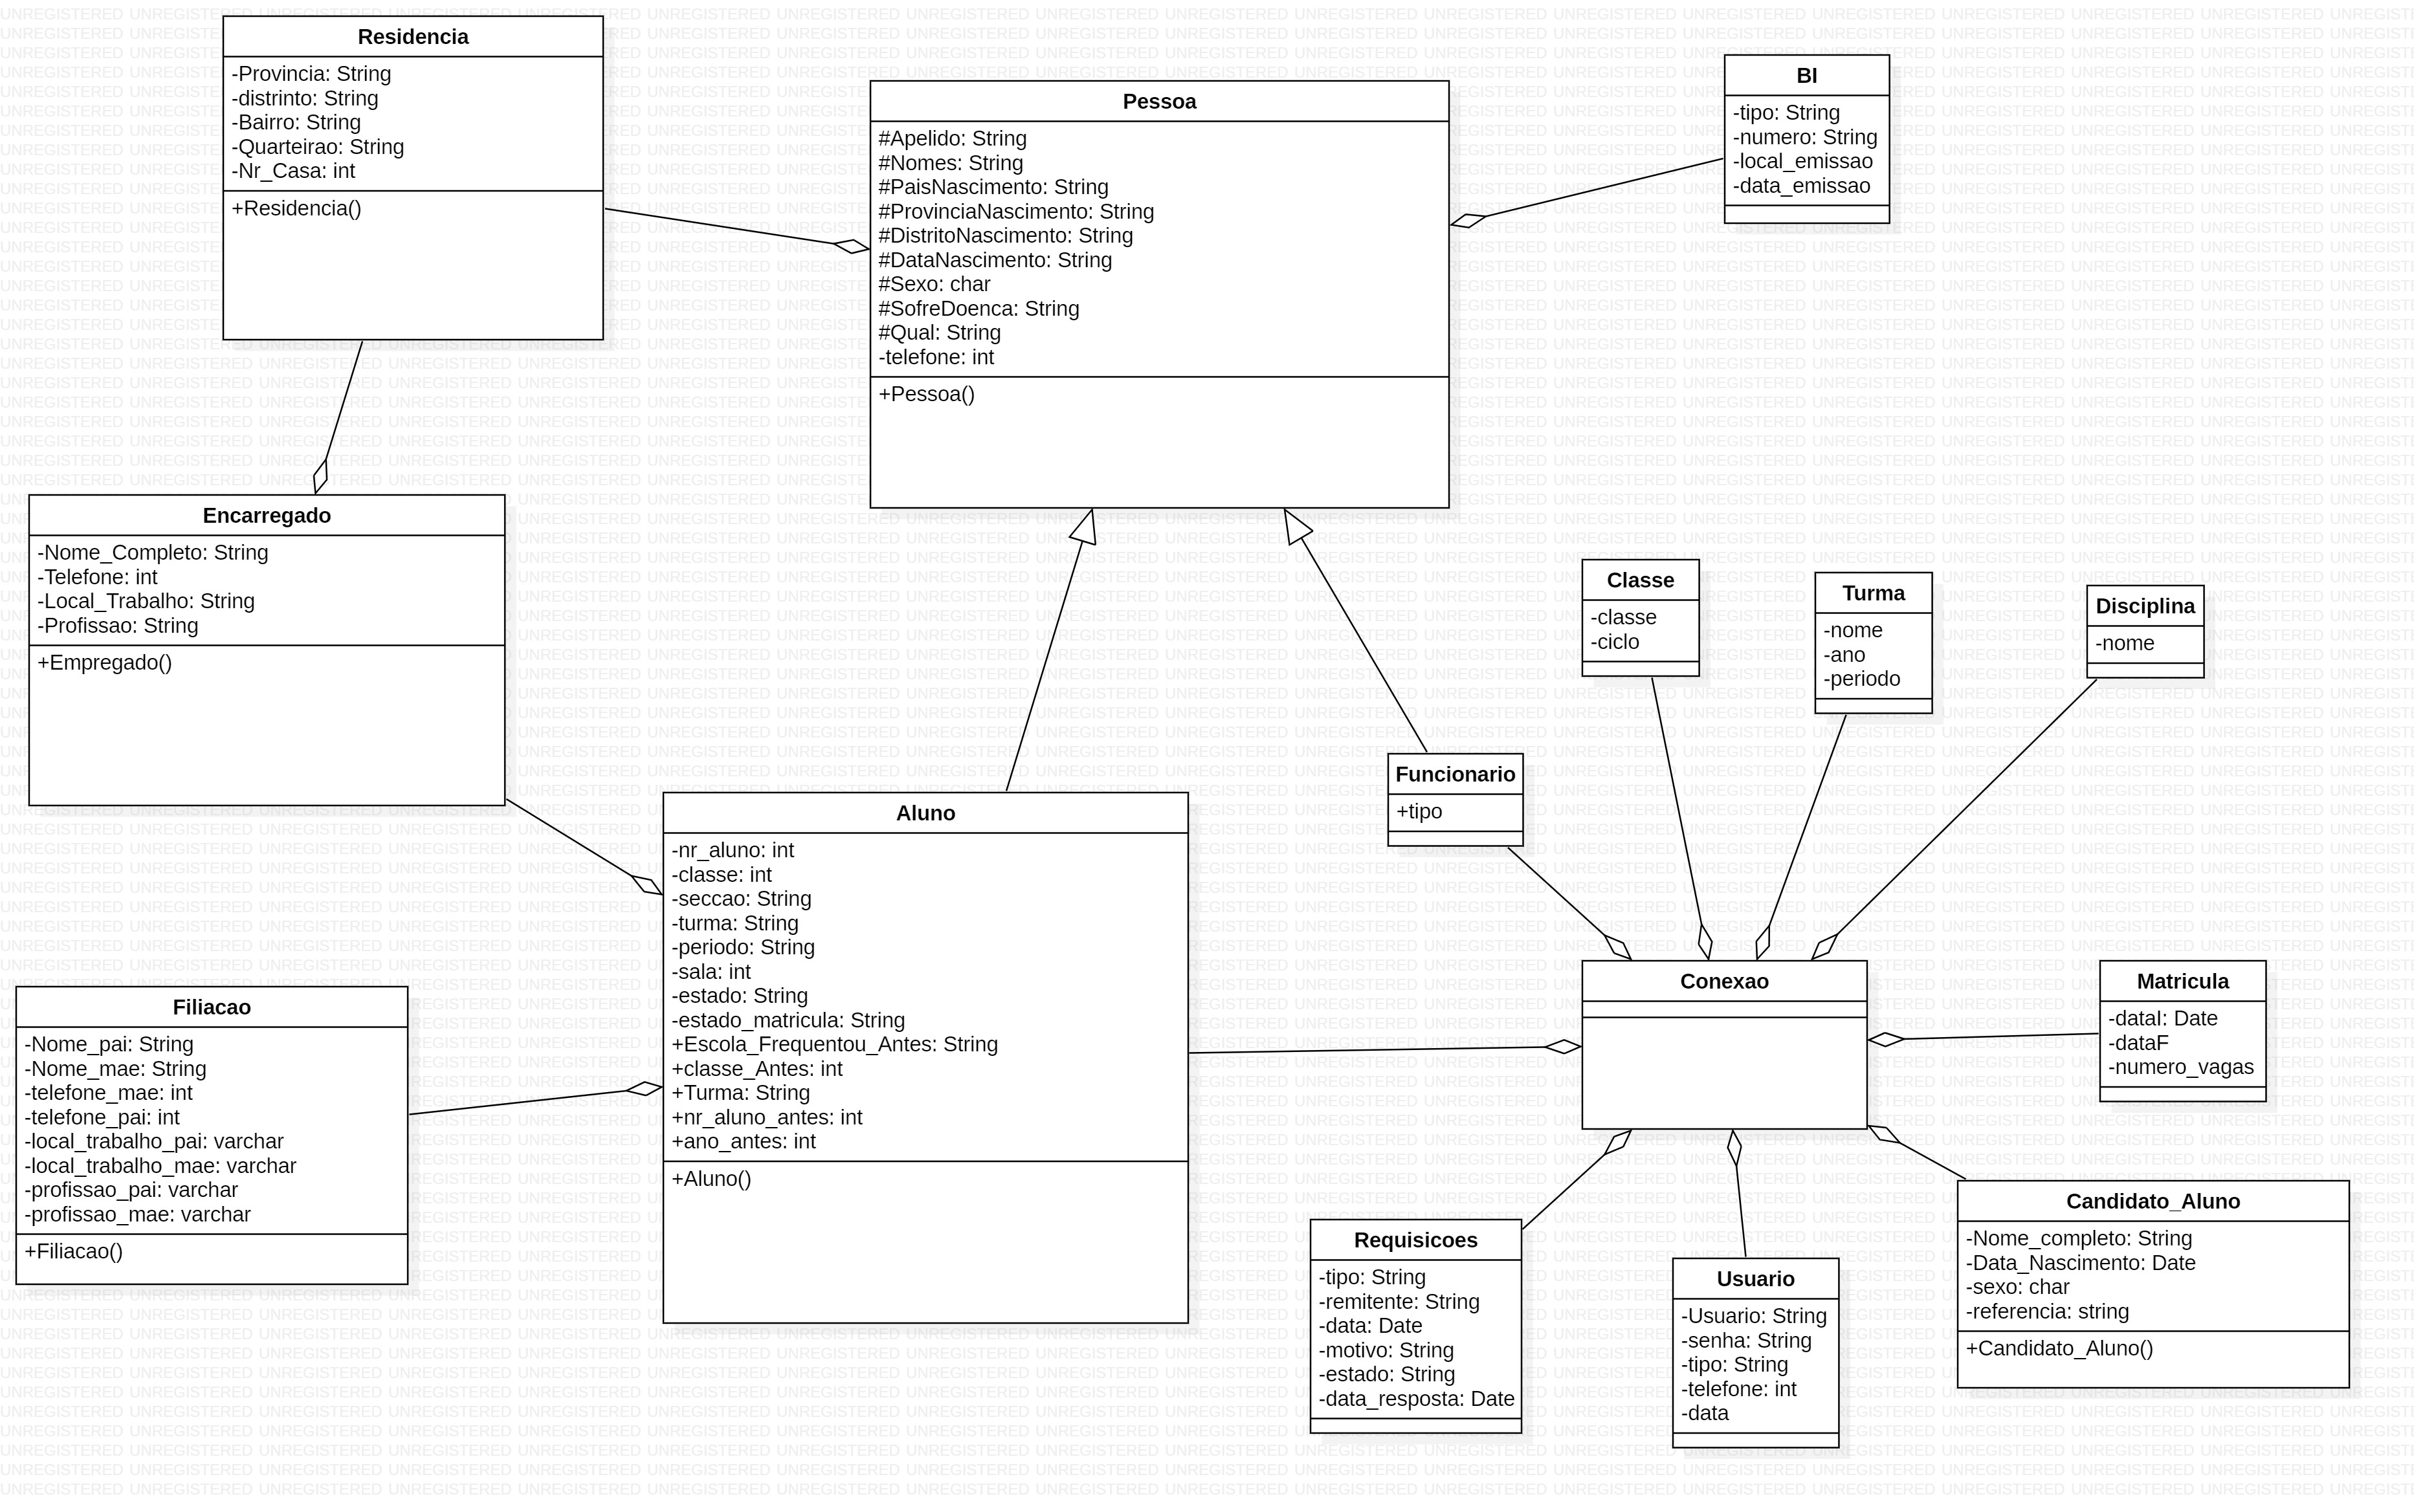 Residencia
-Provincia: String
-distrinto: String
-Bairro: String
-Quarteirao: String
-Nr_Casa: int
+Residencia()
Pessoa
#Apelido: String
#Nomes: String
#PaisNascimento: String
#ProvinciaNascimento: String
#DistritoNascimento: String
#DataNascimento: String
#Sexo: char
#SofreDoenca: String
#Qual: String
-telefone: int
+Pessoa()
BI
-tipo: String
-numero: String
-local_emissao
-data_emissao
Encarregado
-Nome_Completo: String
-Telefone: int
-Local_Trabalho: String
-Profissao: String
+Empregado()
Classe
-classe
-ciclo
Turma
-nome
-ano
-periodo
Disciplina
-nome
Funcionario
+tipo
Aluno
-nr_aluno: int
-classe: int
-seccao: String
-turma: String
-periodo: String
-sala: int
-estado: String
-estado_matricula: String
+Escola_Frequentou_Antes: String
+classe_Antes: int
+Turma: String
+nr_aluno_antes: int
+ano_antes: int
+Aluno()
Filiacao
-Nome_pai: String
-Nome_mae: String
-telefone_mae: int
-telefone_pai: int
-local_trabalho_pai: varchar
-local_trabalho_mae: varchar
-profissao_pai: varchar
-profissao_mae: varchar
+Filiacao()
Conexao
Matricula
-dataI: Date
-dataF
-numero_vagas
Requisicoes
-tipo: String
-remitente: String
-data: Date
-motivo: String
-estado: String
-data_resposta: Date
Usuario
-Usuario: String
-senha: String
-tipo: String
-telefone: int
-data
Candidato_Aluno
-Nome_completo: String
-Data_Nascimento: Date
-sexo: char
-referencia: string
+Candidato_Aluno()
UNREGISTERED